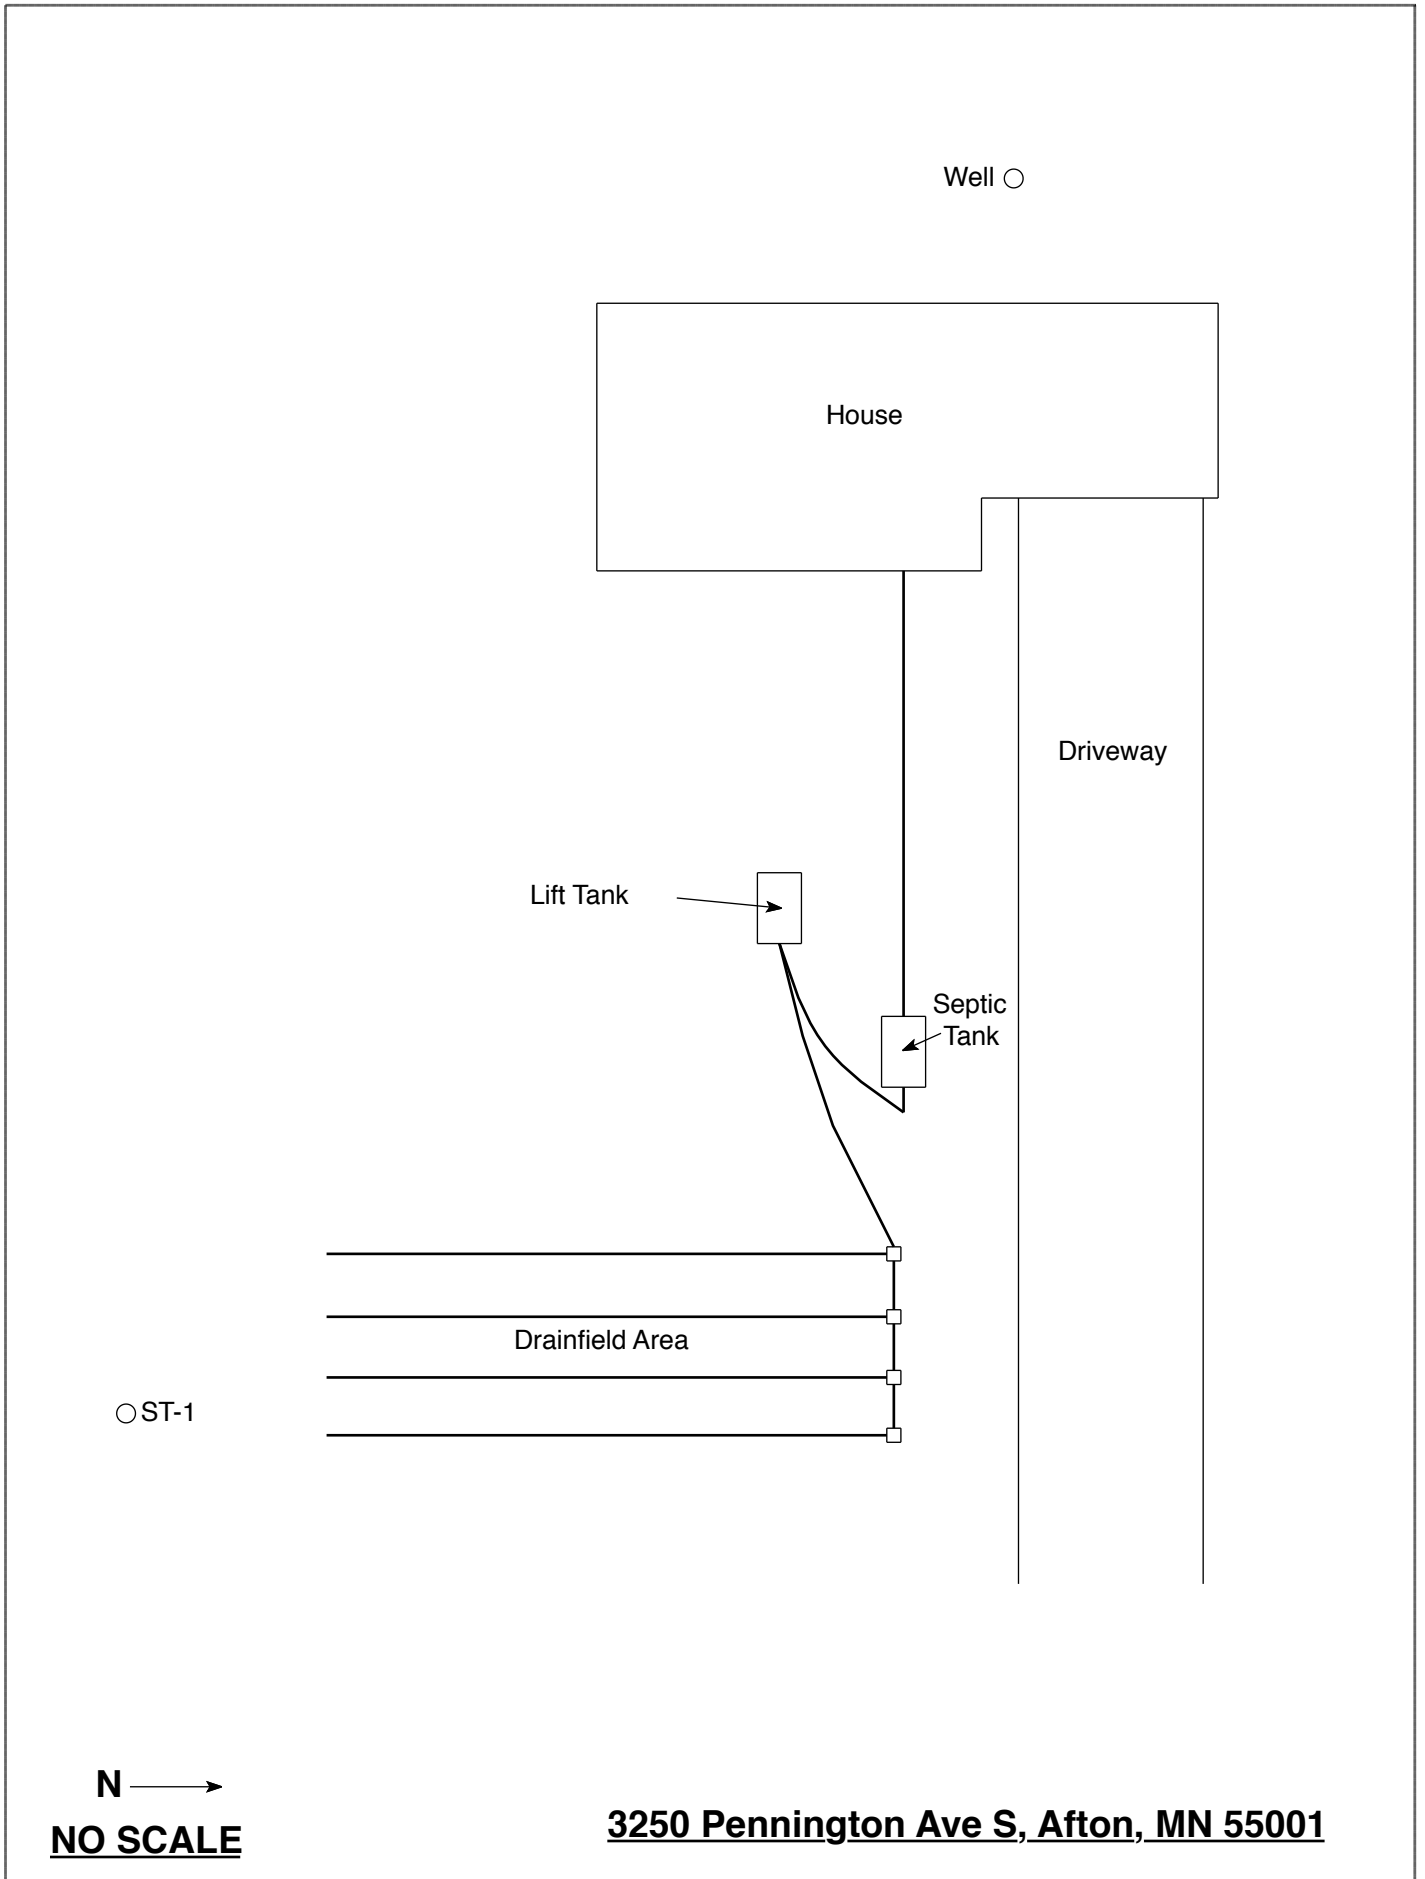 Well
House
Driveway
Lift Tank
Septic
Tank
Drainfield Area
ST-1
N
NO SCALE
3250 Pennington Ave S, Afton, MN 55001